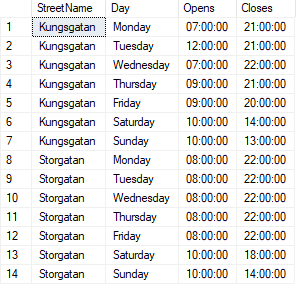 StreetName Day Opens Closes
1 Kungsgatan Monday 07:00:00 21:00:00
2 Kungsgatan Tuesday 12:00:00 21:00:00
3 Kungsgatan Wednesday 07:00:00 22:00:00
4 Kungsgatan Thursday 09:00:00 21:00:00
5 Kungsgatan Friday 09:00:00 20:00:00
6 Kungsgatan Saturday 10:00:00 14:00:00
7 Kungsgatan Sunday 10:00:00 13:00:00
8 Storgatan Monday 08:00:00 22:00:00
9 Storgatan Tuesday 08:00:00 22:00:00
10 Storgatan Wednesday 08:00:00 22:00:00
11 Storgatan Thursday 08:00:00 22:00:00
12 Storgatan Friday 08:00:00 22:00:00
13 Storgatan Saturday 10:00:00 18:00:00
14 Storgatan Sunday 10:00:00 14:00:00